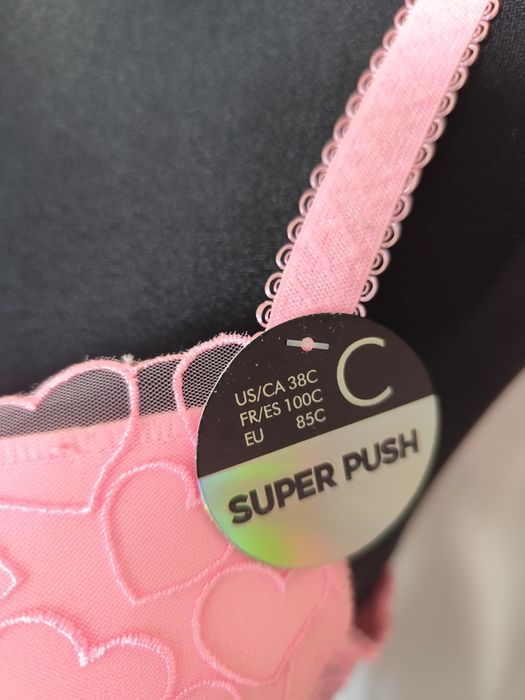 C
US/CA 38C
FR/ES 100C
EU 85C
SUPER PUSH